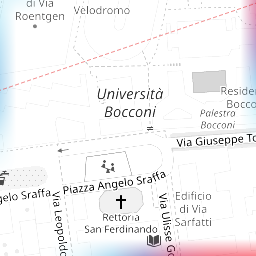 di Via
Roentgen
Velodromo
Università
Bocconi
Residen
Bocco
Palestra
Bocconi
Via Giuseppe To
Piazza Angelo Sraffa
gelo Sraffa
Via Leopoldo
Rettoria
San Ferdinando
Via Ulisse Go
Edificio
di Via
Sarfatti